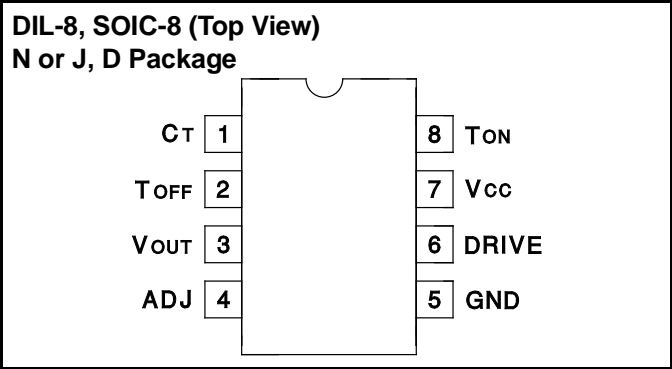 DIL-8, SOIC-8 (Top View)
N or J, D Package
CT 1 8 TON
TOFF 2 7 VCC
VOUT 3 6 DRIVE
ADJ 4 5 GND